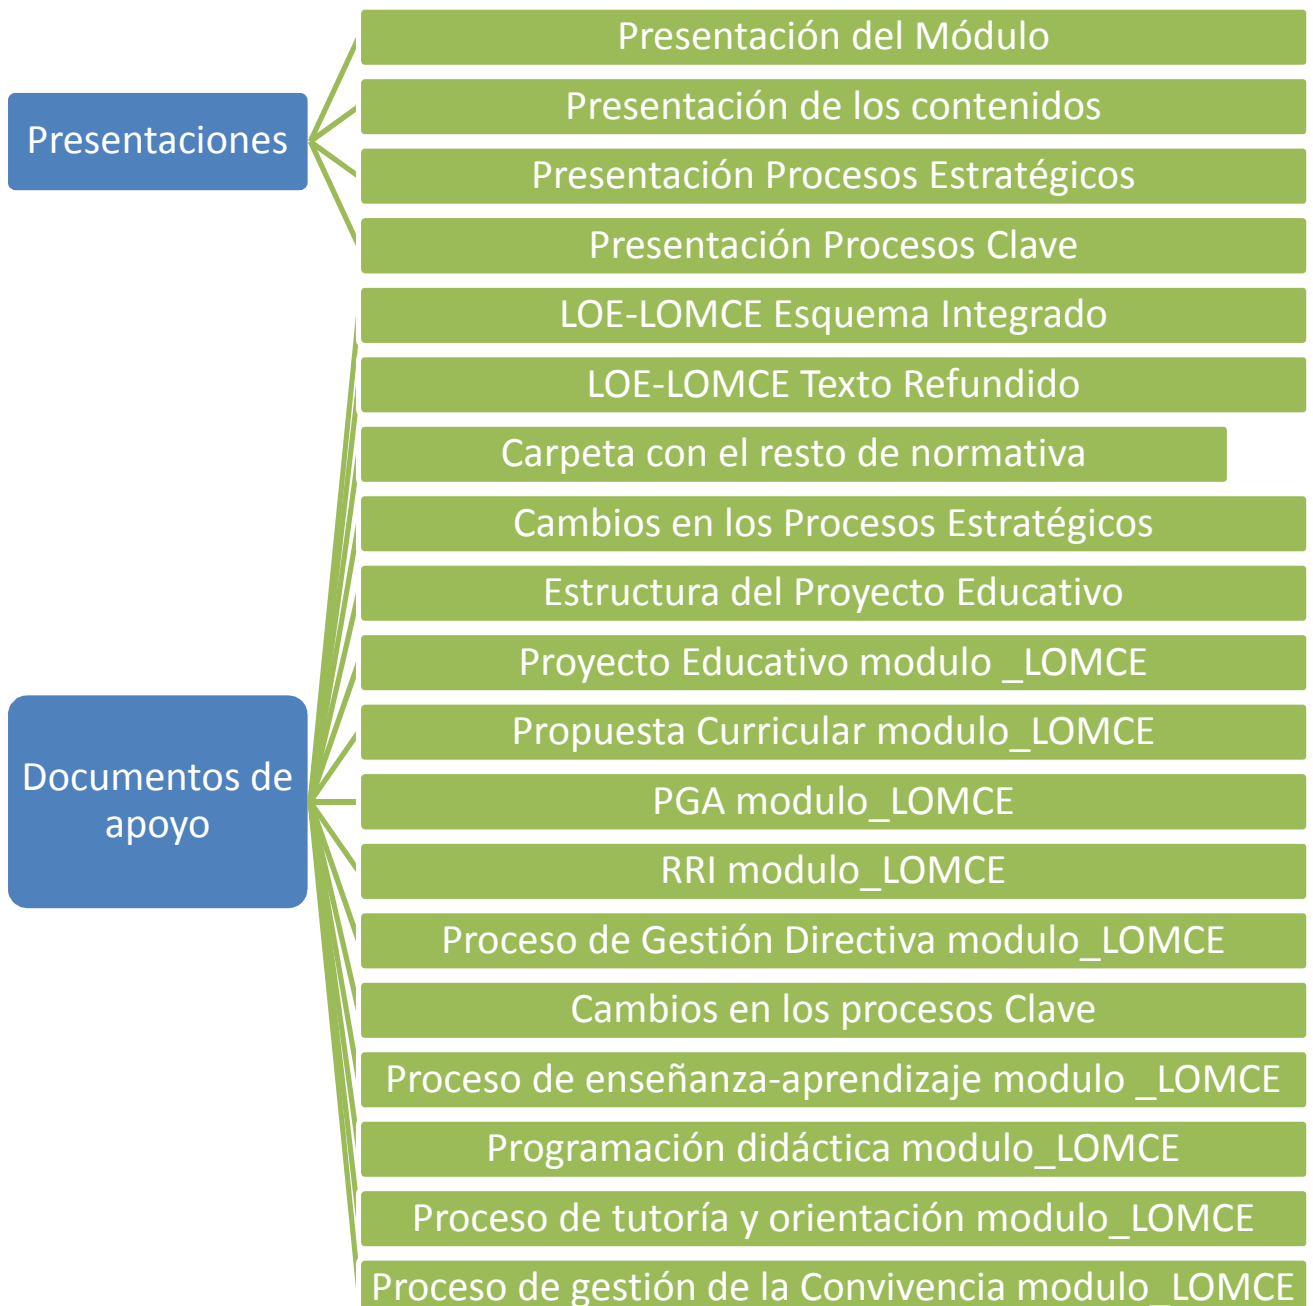 Presentaciones
Presentación del Módulo
Presentación de los contenidos
Presentación Procesos Estratégicos
Presentación Procesos Clave
Documentos de
apoyo
LOE-LOMCE Esquema Integrado
LOE-LOMCE Texto Refundido
Carpeta con el resto de normativa
Cambios en los Procesos Estratégicos
Estructura del Proyecto Educativo
Proyecto Educativo modulo _LOMCE
Propuesta Curricular modulo_LOMCE
PGA modulo_LOMCE
RRI modulo_LOMCE
Proceso de Gestión Directiva modulo_LOMCE
Cambios en los procesos Clave
Proceso de enseñanza-aprendizaje modulo _LOMCE
Programación didáctica modulo_LOMCE
Proceso de tutoría y orientación modulo_LOMCE
Proceso de gestión de la Convivencia modulo_LOMCE